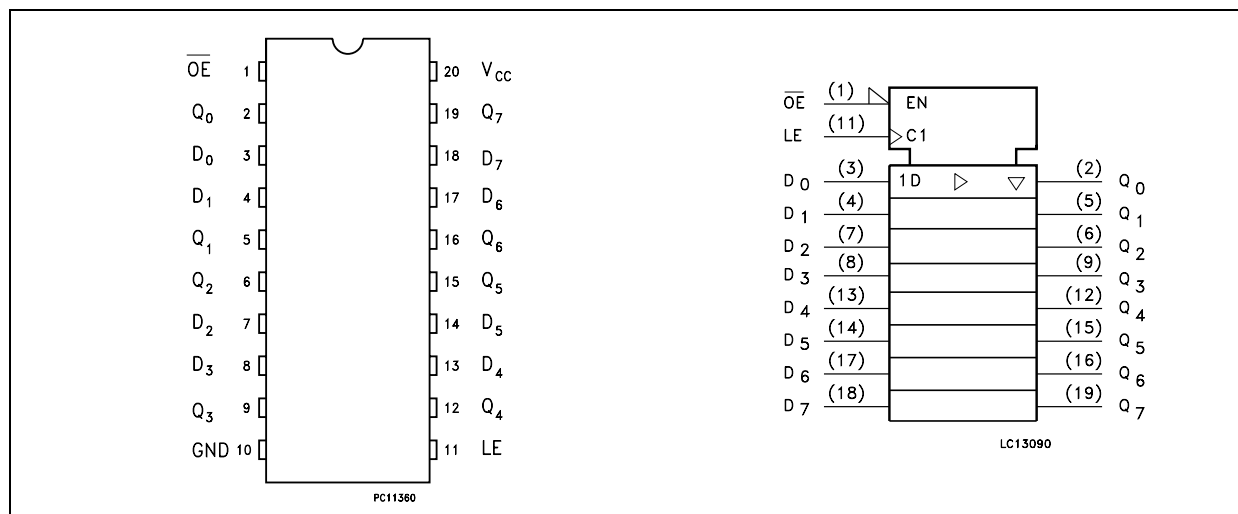 OE 1 20 VCC
Q0 2 19 Q7
D0 3 18 D7
D1 4 17 D6
Q1 5 16 Q6
Q2 6 15 Q5
D2 7 14 D5
D3 8 13 D4
Q3 9 12 Q4
GND 10 11 LE
PC11360
OE (1) EN
LE (11) C1
D0 (3) 1D (2) Q0
D1 (4) (5) Q1
D2 (7) (6) Q2
D3 (8) (9) Q3
D4 (13) (12) Q4
D5 (14) (15) Q5
D6 (17) (16) Q6
D7 (18) (19) Q7
LC13090